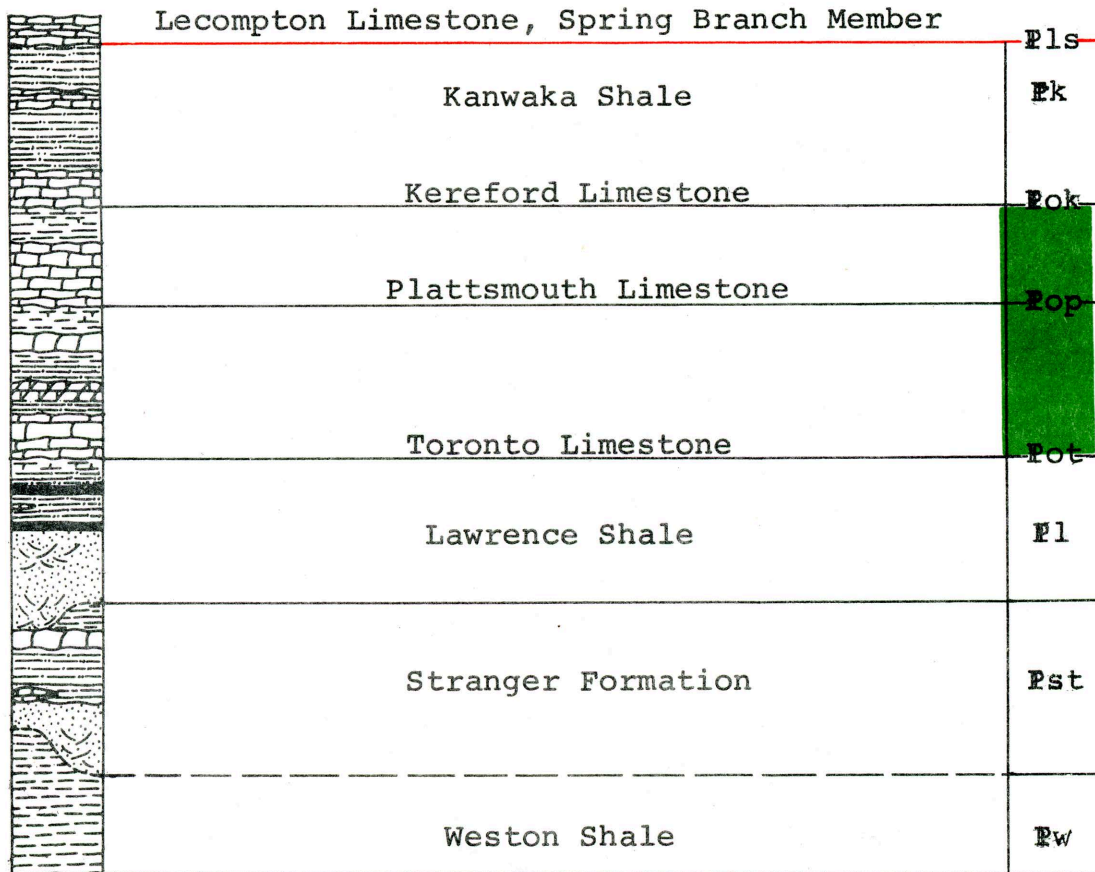 Lecompton Limestone, Spring Branch Member
ℙls
Kanwaka Shale ℙk
Kereford Limestone ℙok
Plattsmouth Limestone ℙop
Toronto Limestone ℙot
Lawrence Shale ℙl
Stranger Formation ℙst
Weston Shale ℙw